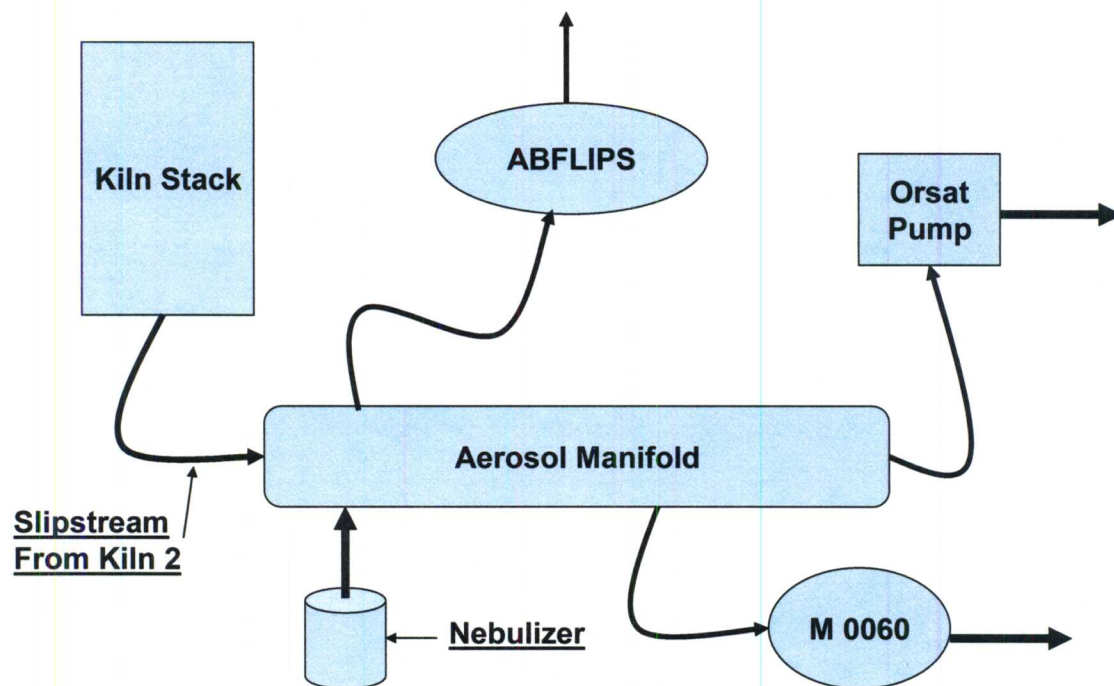 Kiln Stack
ABFLIPS
Orsat
Pump
Aerosol Manifold
Slipstream
From Kiln 2
Nebulizer
M 0060